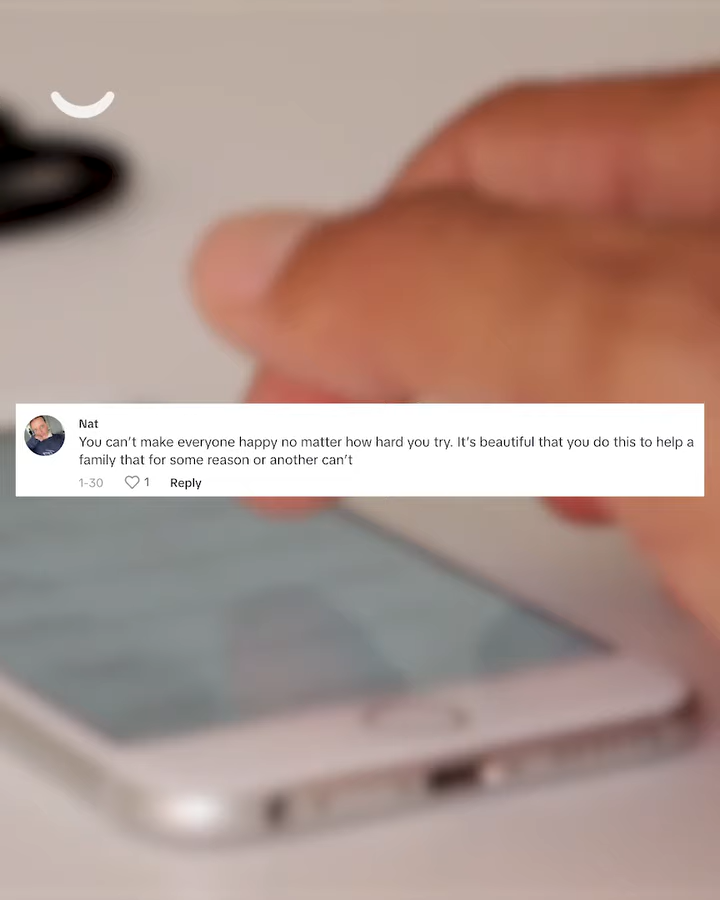 Nat
You can't make everyone happy no matter how hard you try. It's beautiful that you do this to help a
family that for some reason or another can't
1-30 1 Reply